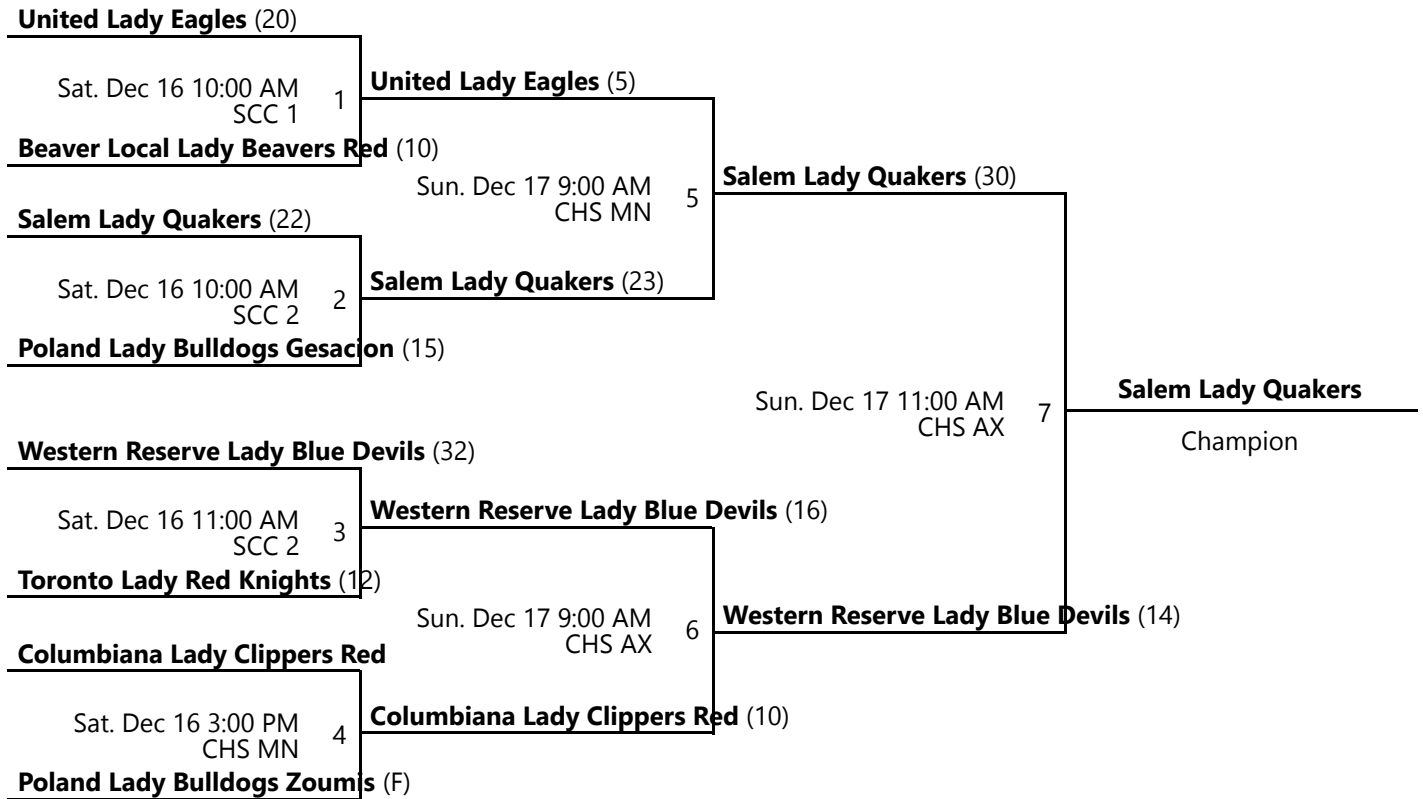 United Lady Eagles (20)
Sat. Dec 16 10:00 AM
SCC 1
1
Beaver Local Lady Beavers Red (10)
United Lady Eagles (5)
Salem Lady Quakers (22)
Sat. Dec 16 10:00 AM
SCC 2
2
Poland Lady Bulldogs Gesacion (15)
Salem Lady Quakers (23)
Sun. Dec 17 9:00 AM
CHS MN
5
Salem Lady Quakers (30)
Western Reserve Lady Blue Devils (32)
Sat. Dec 16 11:00 AM
SCC 2
3
Toronto Lady Red Knights (12)
Western Reserve Lady Blue Devils (16)
Columbiana Lady Clippers Red
Sat. Dec 16 3:00 PM
CHS MN
4
Poland Lady Bulldogs Zoumis (F)
Columbiana Lady Clippers Red (10)
Sun. Dec 17 9:00 AM
CHS AX
6
Western Reserve Lady Blue Devils (14)
Sun. Dec 17 11:00 AM
CHS AX
7
Salem Lady Quakers
Champion